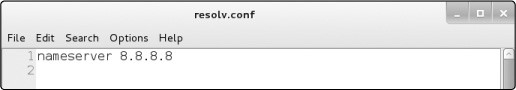 resolv.conf
File Edit Search Options Help
1 nameserver 8.8.8.8
2